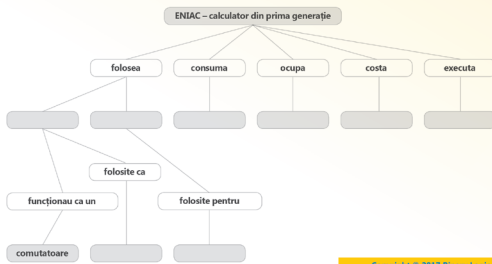 ENIAC – calculator din prima generație
folosea
consuma
ocupa
costa
executa
folosite ca
funcționau ca un
folosite pentru
comutatoare